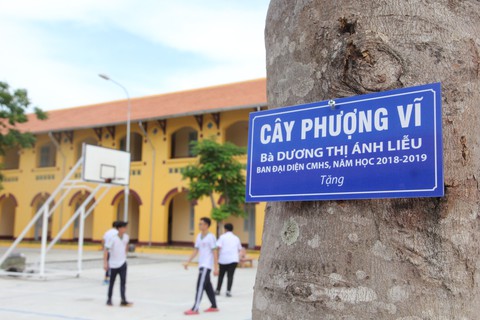 CÂY PHƯỢNG VĨ
Bà DƯƠNG THỊ ÁNH LIỄU
BAN ĐẠI DIỆN CMHS, NĂM HỌC 2018-2019
Tặng